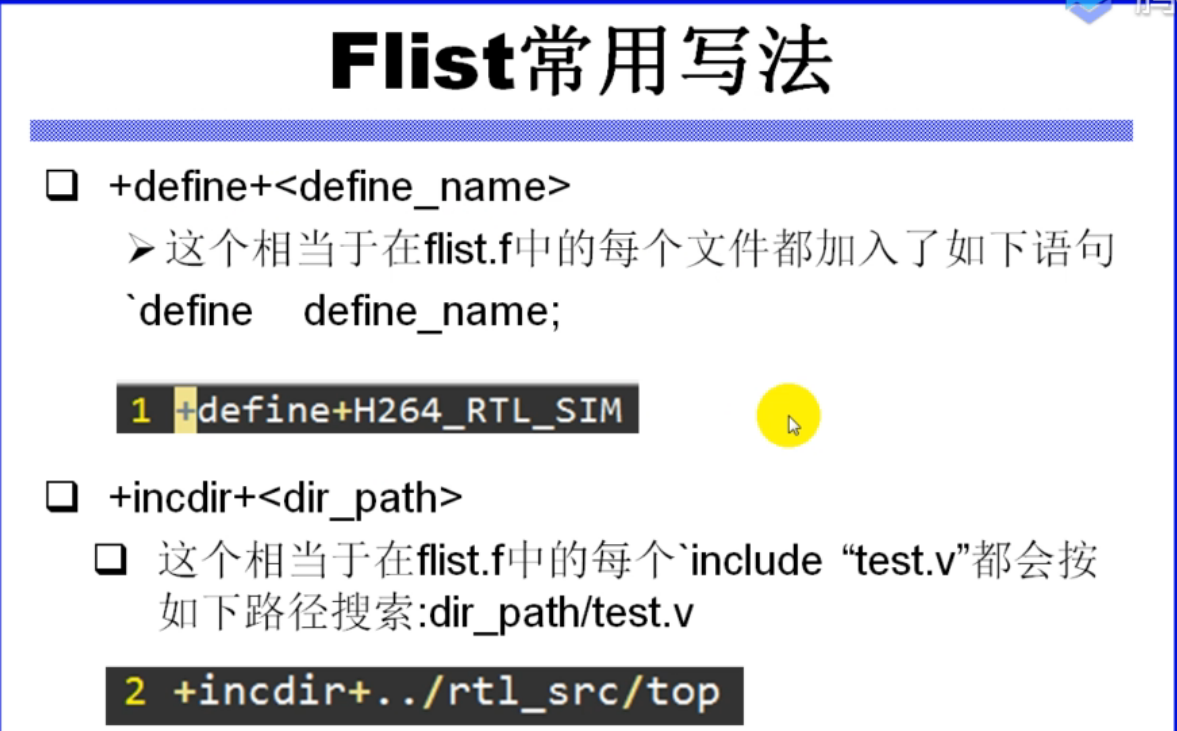 Flist常用写法
+define+<define_name>
这个相当于在flist.f中的每个文件都加入了如下语句
`define define_name;
1 +define+H264_RTL_SIM
+incdir+<dir_path>
这个相当于在flist.f中的每个`include “test.v”都会按
如下路径搜索:dir_path/test.v
2 +incdir+../rtl_src/top